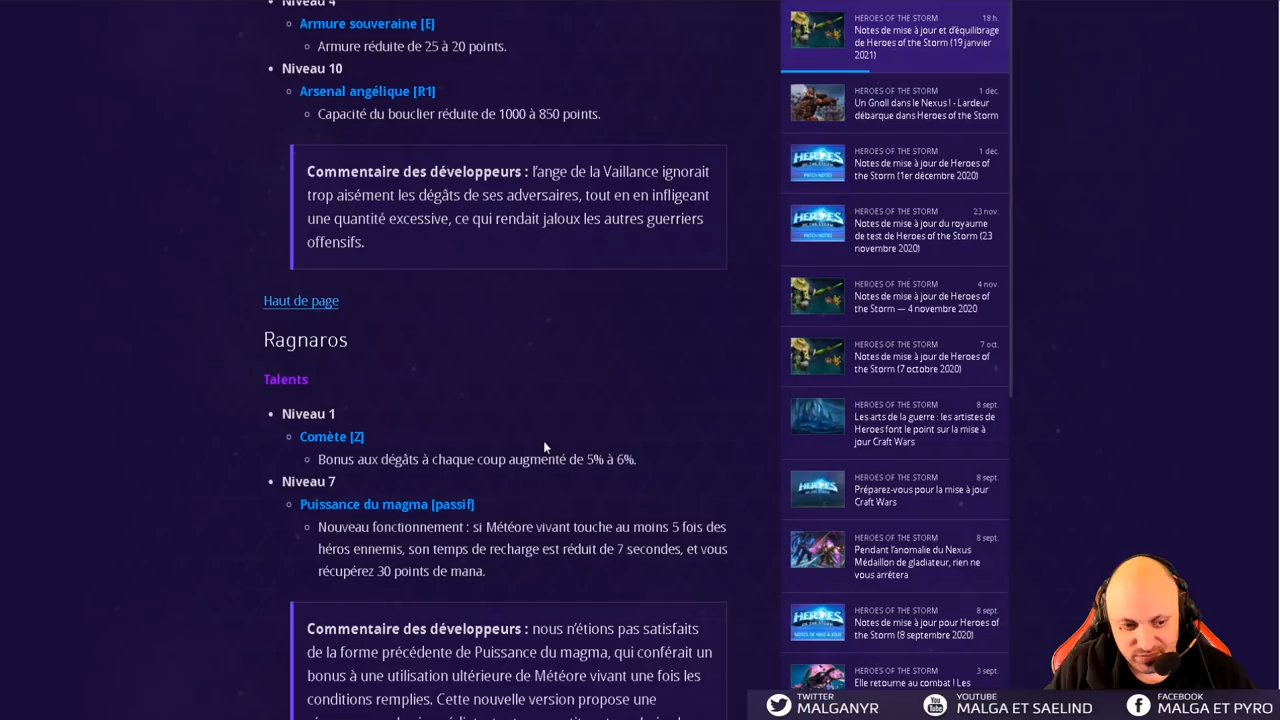 Niveau 4
Armure souveraine [E]
Armure réduite de 25 à 20 points.
Niveau 10
Arsenal angélique [R1]
Capacité du bouclier réduite de 1000 à 850 points.
Commentaire des développeurs : l'ange de la Vaillance ignorait
trop aisément les dégâts de ses adversaires, tout en en infligeant
une quantité excessive, ce qui rendait jaloux les autres guerriers
offensifs.
Haut de page
Ragnaros
Talents
Niveau 1
Comète [Z]
Bonus aux dégâts à chaque coup augmenté de 5% à 6%.
Niveau 7
Puissance du magma [passif]
Nouveau fonctionnement : si Météore vivant touche au moins 5 fois des
héros ennemis, son temps de recharge est réduit de 7 secondes, et vous
récupérez 30 points de mana.
Commentaire des développeurs : nous n'étions pas satisfaits
de la forme précédente de Puissance du magma, qui conférait un
bonus à une utilisation ultérieure de Météore vivant une fois les
conditions remplies. Cette nouvelle version propose une
HEROES OF THE STORM 18 h.
Notes de mise à jour et d'équilibrage
de Heroes of the Storm (19 janvier
2021)
HEROES OF THE STORM 1 déc.
Un Gnoll dans le Nexus ! - Lardeur
débarque dans Heroes of the Storm
HEROES OF THE STORM 1 déc.
Notes de mise à jour de Heroes of
the Storm (1er décembre 2020)
HEROES OF THE STORM 23 nov.
Notes de mise à jour du royaume
de test de Heroes of the Storm (23
novembre 2020)
HEROES OF THE STORM 4 nov.
Notes de mise à jour de Heroes of
the Storm — 4 novembre 2020
HEROES OF THE STORM 7 oct.
Notes de mise à jour de Heroes of
the Storm (7 octobre 2020)
HEROES OF THE STORM 8 sept.
Les arts de la guerre : les artistes de
Heroes font le point sur la mise à
jour Craft Wars
HEROES OF THE STORM 8 sept.
Préparez-vous pour la mise à jour
Craft Wars
HEROES OF THE STORM 8 sept.
Pendant l'anomalie du Nexus
Médaillon de gladiateur, rien ne
vous arrêtera
HEROES OF THE STORM 8 sept.
Notes de mise à jour pour Heroes of
the Storm (8 septembre 2020)
HEROES OF THE STORM 3 sept.
Elle retourne au combat ! Les
TWITTER
MALGANYR
YOUTUBE
MALGA ET SAELIND
FACEBOOK
MALGA ET PYRO